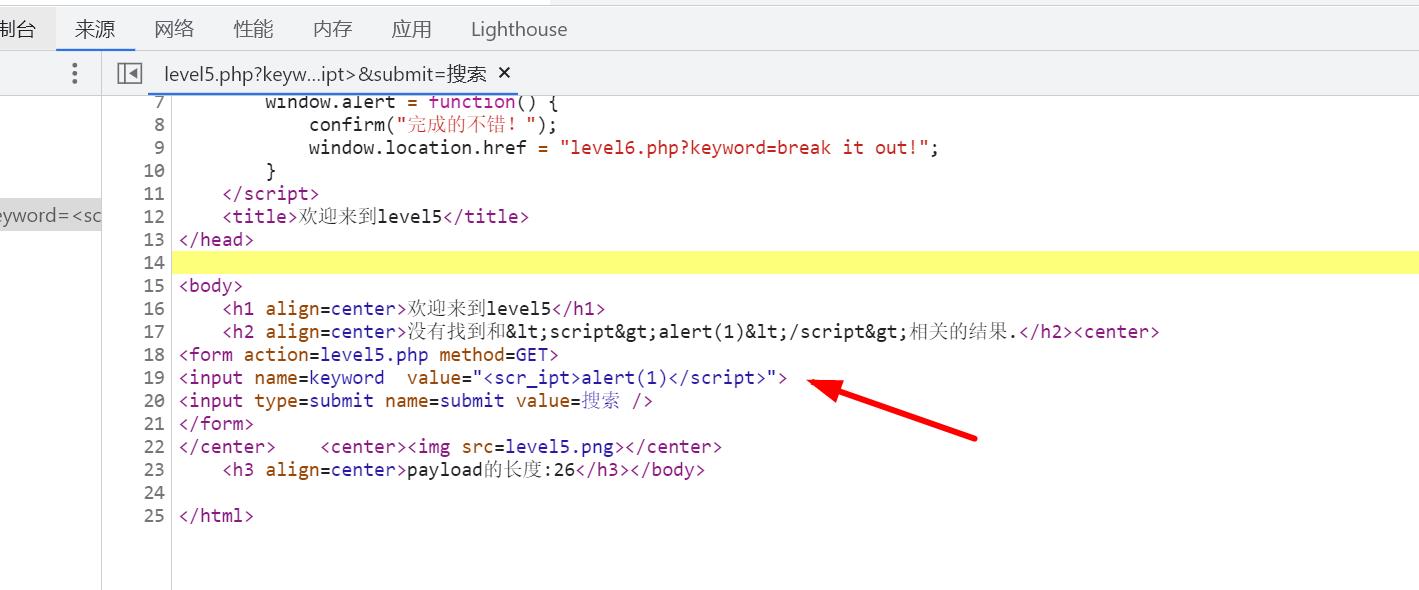 制台 来源 网络 性能 内存 应用 Lighthouse
level5.php?keyw...ipt>&submit=搜索 ×
7 window.alert = function() {
8 confirm("完成的不错！");
9 window.location.href = "level6.php?keyword=break it out!";
10 }
11 </script>
eyword=<sc
12 <title>欢迎来到level5</title>
13 </head>
14
15 <body>
16 <h1 align=center>欢迎来到level5</h1>
17 <h2 align=center>没有找到和&lt;script&gt;alert(1)&lt;/script&gt;相关的结果.</h2><center>
18 <form action=level5.php method=GET>
19 <input name=keyword  value="<scr_ipt>alert(1)</script>">
20 <input type=submit name=submit value=搜索 />
21 </form>
22 </center>    <center><img src=level5.png></center>
23 <h3 align=center>payload的长度:26</h3></body>
24
25 </html>